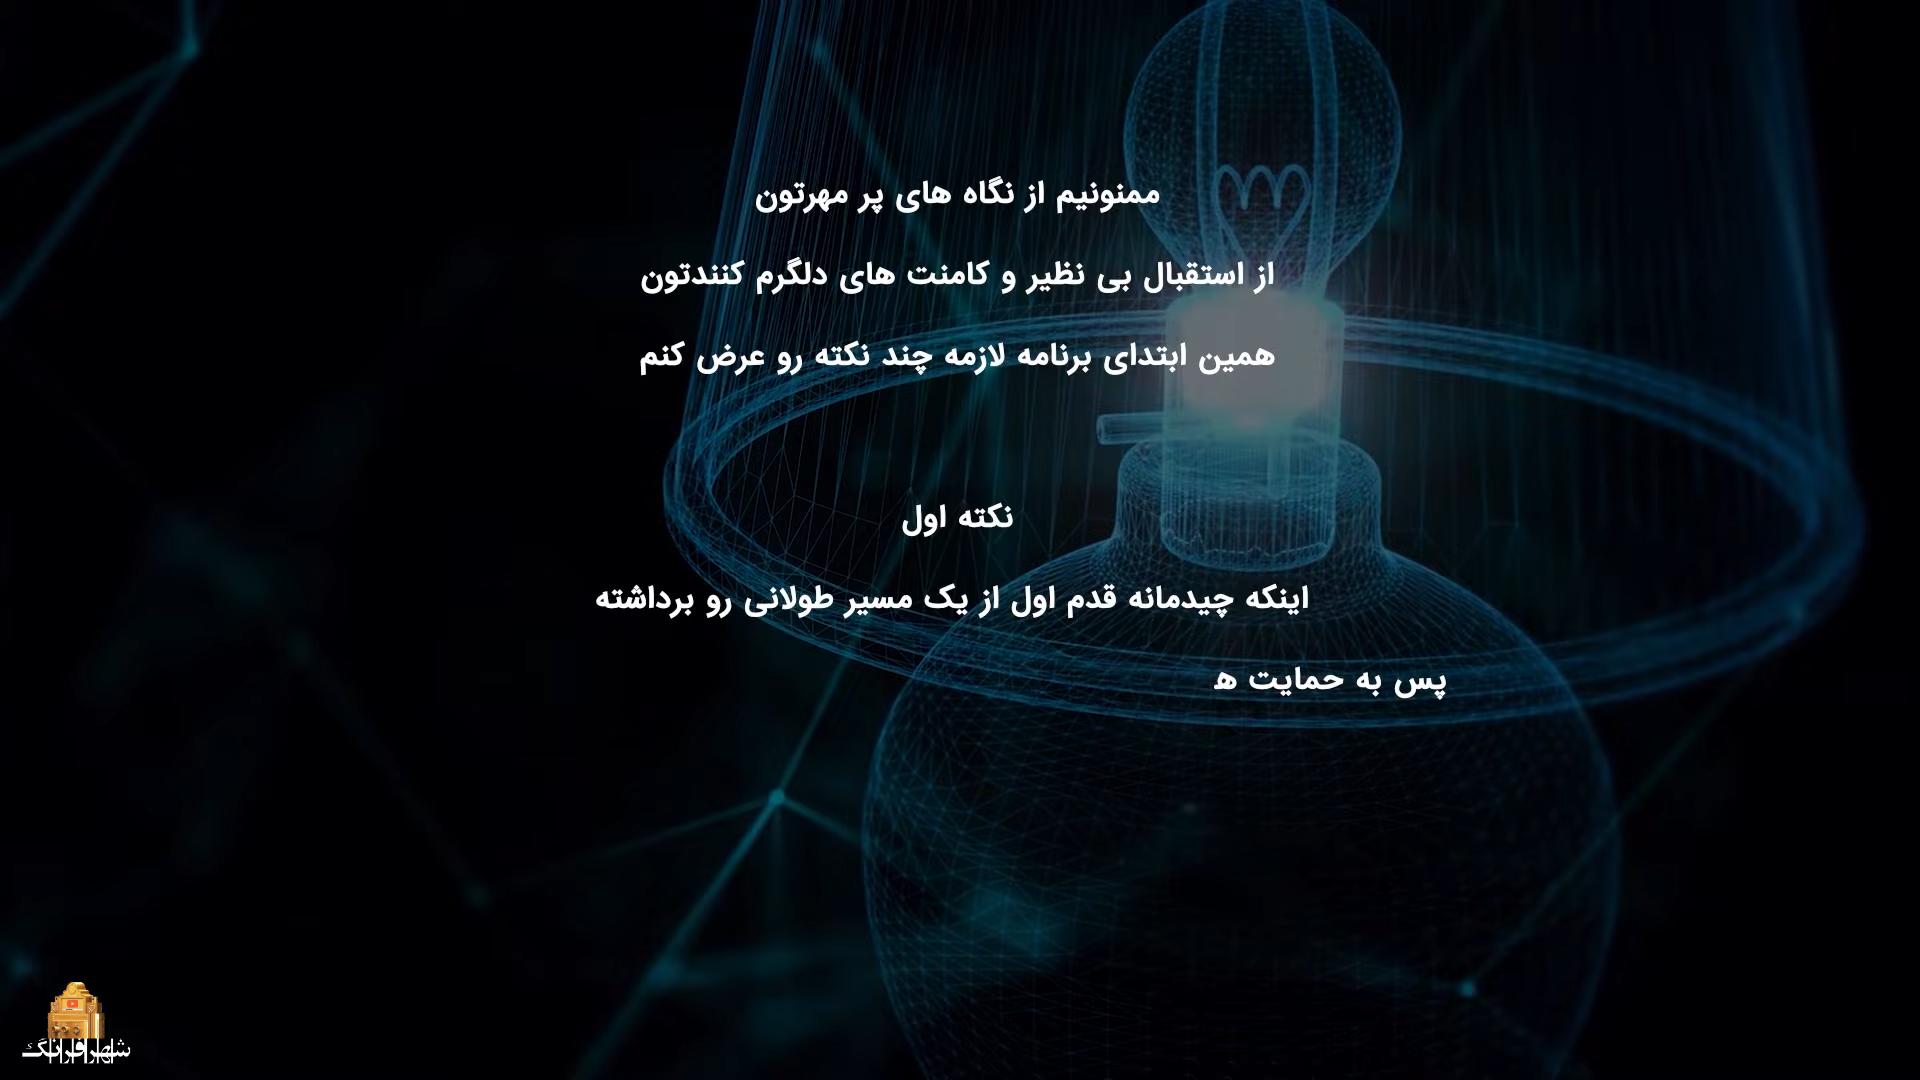 ممنونیم از نگاه های پر مهرتون
از استقبال بی نظیر و کامنت های دلگرم کنندتون
همین ابتدای برنامه لازمه چند نکته رو عرض کنم
نکته اول
اینکه چیدمانه قدم اول از یک مسیر طولانی رو برداشته
پس به حمایت ه
شهر فرنگ